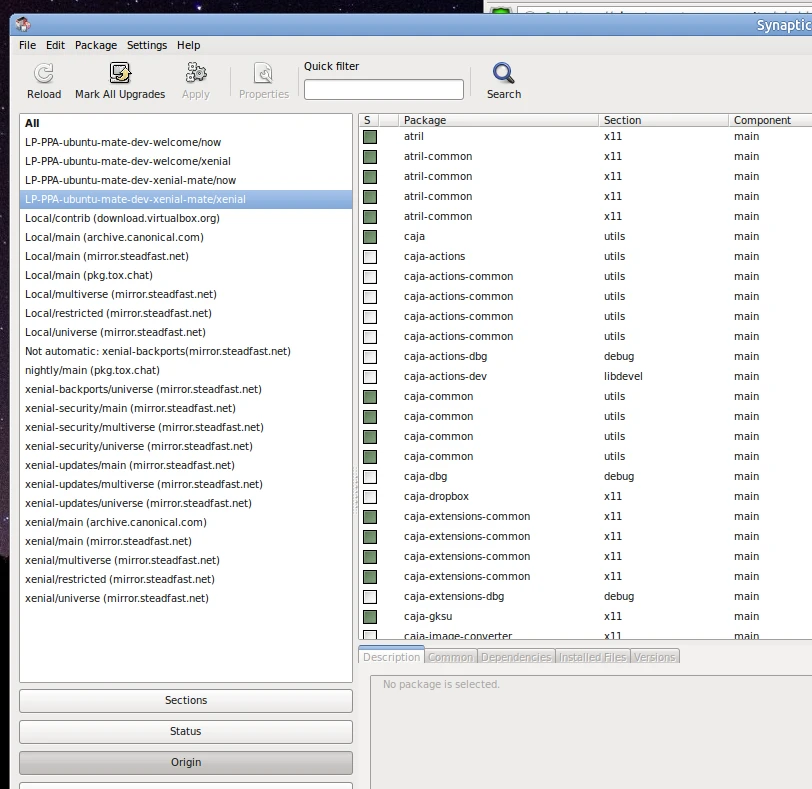 Synaptic
File Edit Package Settings Help
Reload Mark All Upgrades Apply Properties Quick filter Search
All
LP-PPA-ubuntu-mate-dev-welcome/now
LP-PPA-ubuntu-mate-dev-welcome/xenial
LP-PPA-ubuntu-mate-dev-xenial-mate/now
LP-PPA-ubuntu-mate-dev-xenial-mate/xenial
Local/contrib (download.virtualbox.org)
Local/main (archive.canonical.com)
Local/main (mirror.steadfast.net)
Local/main (pkg.tox.chat)
Local/multiverse (mirror.steadfast.net)
Local/restricted (mirror.steadfast.net)
Local/universe (mirror.steadfast.net)
Not automatic: xenial-backports(mirror.steadfast.net)
nightly/main (pkg.tox.chat)
xenial-backports/universe (mirror.steadfast.net)
xenial-security/main (mirror.steadfast.net)
xenial-security/multiverse (mirror.steadfast.net)
xenial-security/universe (mirror.steadfast.net)
xenial-updates/main (mirror.steadfast.net)
xenial-updates/multiverse (mirror.steadfast.net)
xenial-updates/universe (mirror.steadfast.net)
xenial/main (archive.canonical.com)
xenial/main (mirror.steadfast.net)
xenial/multiverse (mirror.steadfast.net)
xenial/restricted (mirror.steadfast.net)
xenial/universe (mirror.steadfast.net)
Sections
Status
Origin
S Package Section Component
atril x11 main
atril-common x11 main
atril-common x11 main
atril-common x11 main
atril-common x11 main
caja utils main
caja-actions utils main
caja-actions-common utils main
caja-actions-common utils main
caja-actions-common utils main
caja-actions-common utils main
caja-actions-dbg debug main
caja-actions-dev libdevel main
caja-common utils main
caja-common utils main
caja-common utils main
caja-common utils main
caja-dbg debug main
caja-dropbox x11 main
caja-extensions-common x11 main
caja-extensions-common x11 main
caja-extensions-common x11 main
caja-extensions-common x11 main
caja-extensions-dbg debug main
caja-gksu x11 main
caja-image-converter x11 main
Description Common Dependencies Installed Files Versions
No package is selected.